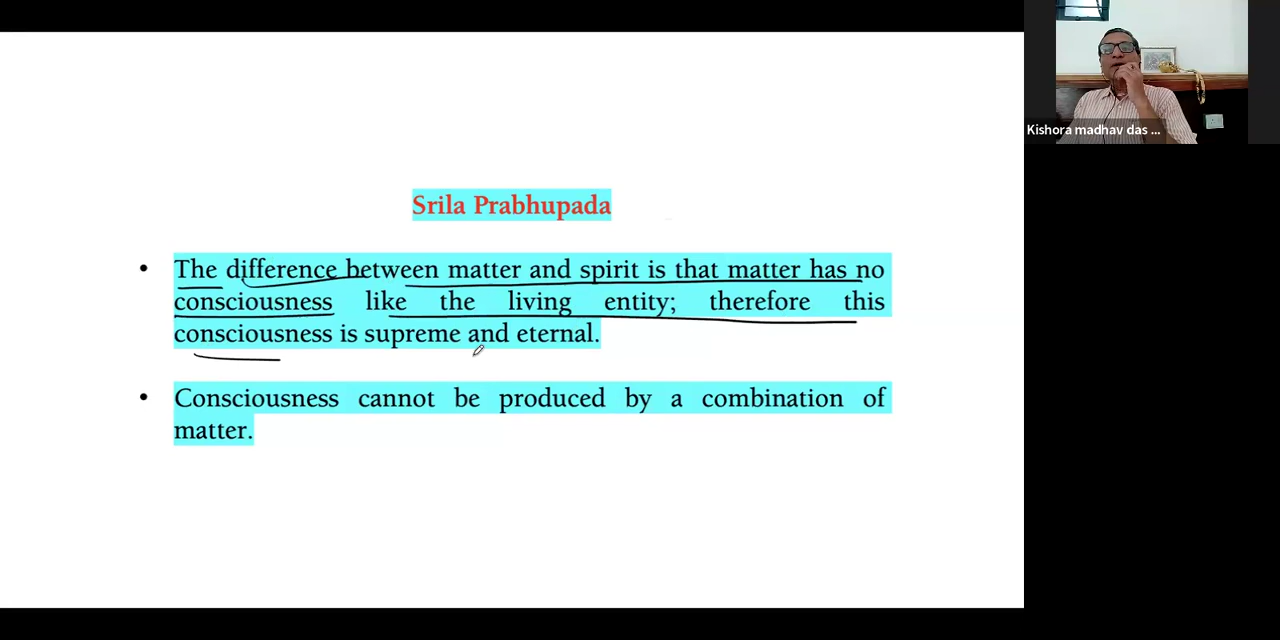 Srila Prabhupada
• The difference between matter and spirit is that matter has no
consciousness like the living entity; therefore this
consciousness is supreme and eternal.
• Consciousness cannot be produced by a combination of
matter.
Kishora madhav das ...